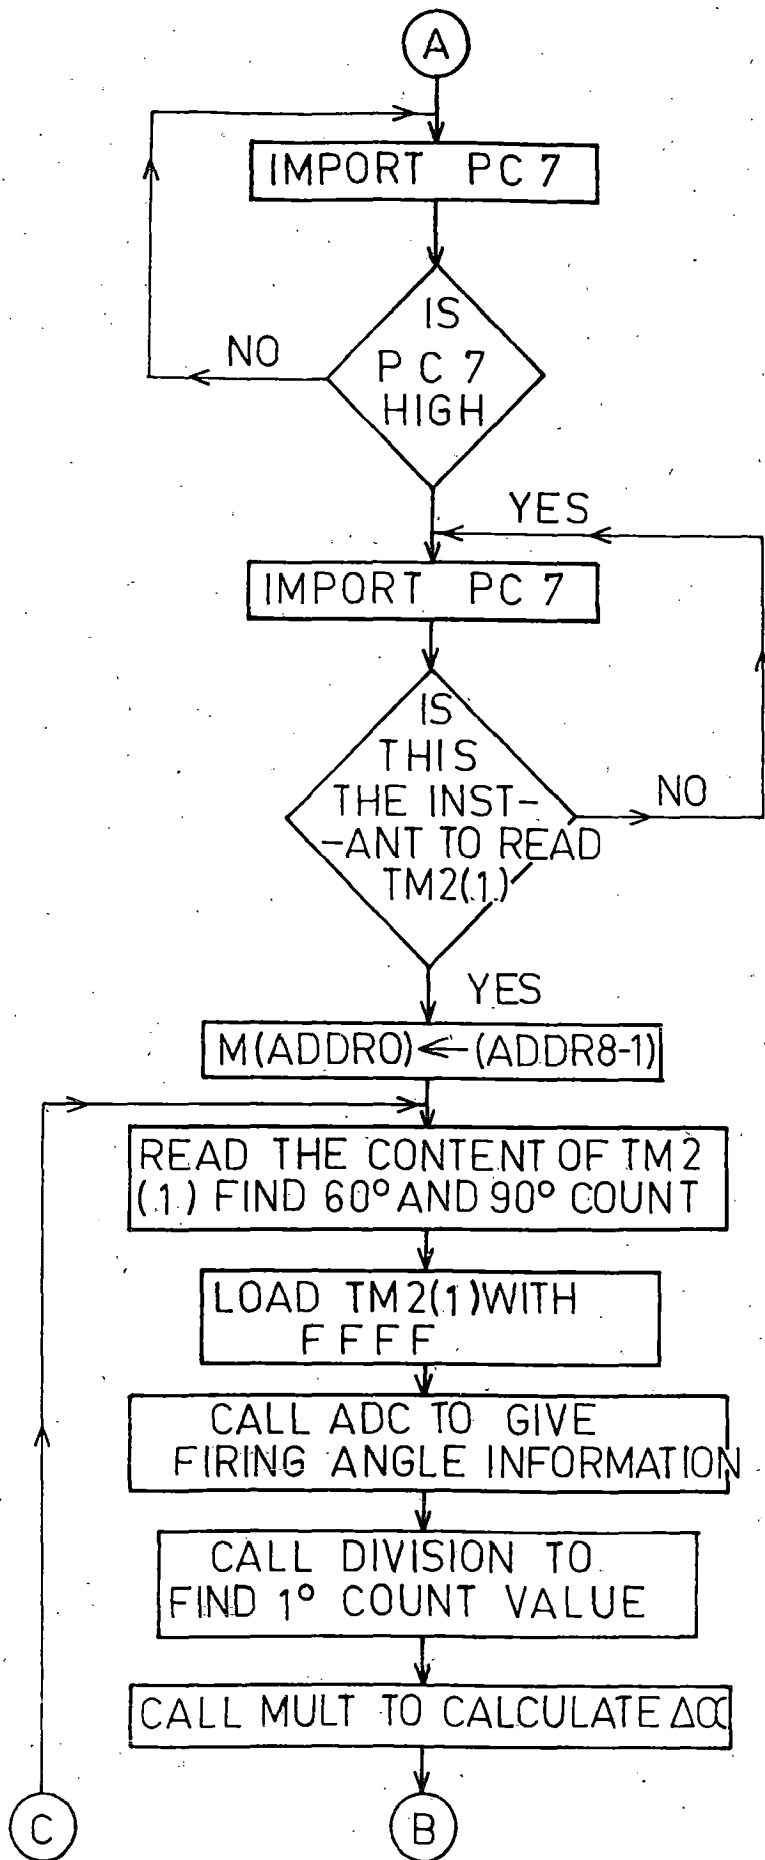 A
IMPORT PC 7
IS
PC 7
HIGH
NO
YES
IMPORT PC 7
IS
THIS
THE INST-
-ANT TO READ
TM2(1)
NO
YES
M(ADDR0) ← (ADDR8-1)
READ THE CONTENT OF TM2
(1) FIND 60° AND 90° COUNT
LOAD TM2(1) WITH
FFFF
CALL ADC TO GIVE
FIRING ANGLE INFORMATION
CALL DIVISION TO
FIND 1° COUNT VALUE
CALL MULT TO CALCULATE Δα
C
B